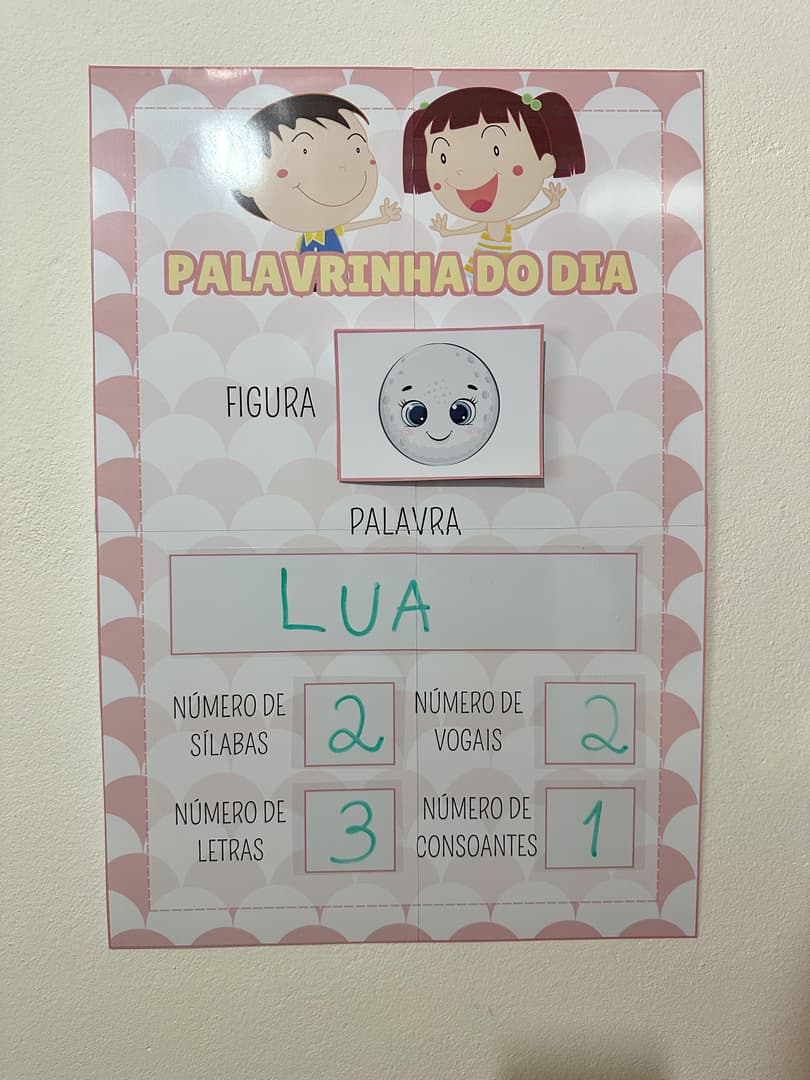 PALAVRINHA DO DIA
FIGURA
PALAVRA
LUA
NÚMERO DE
SÍLABAS
2
NÚMERO DE
VOGAIS
2
NÚMERO DE
LETRAS
3
NÚMERO DE
CONSOANTES
1